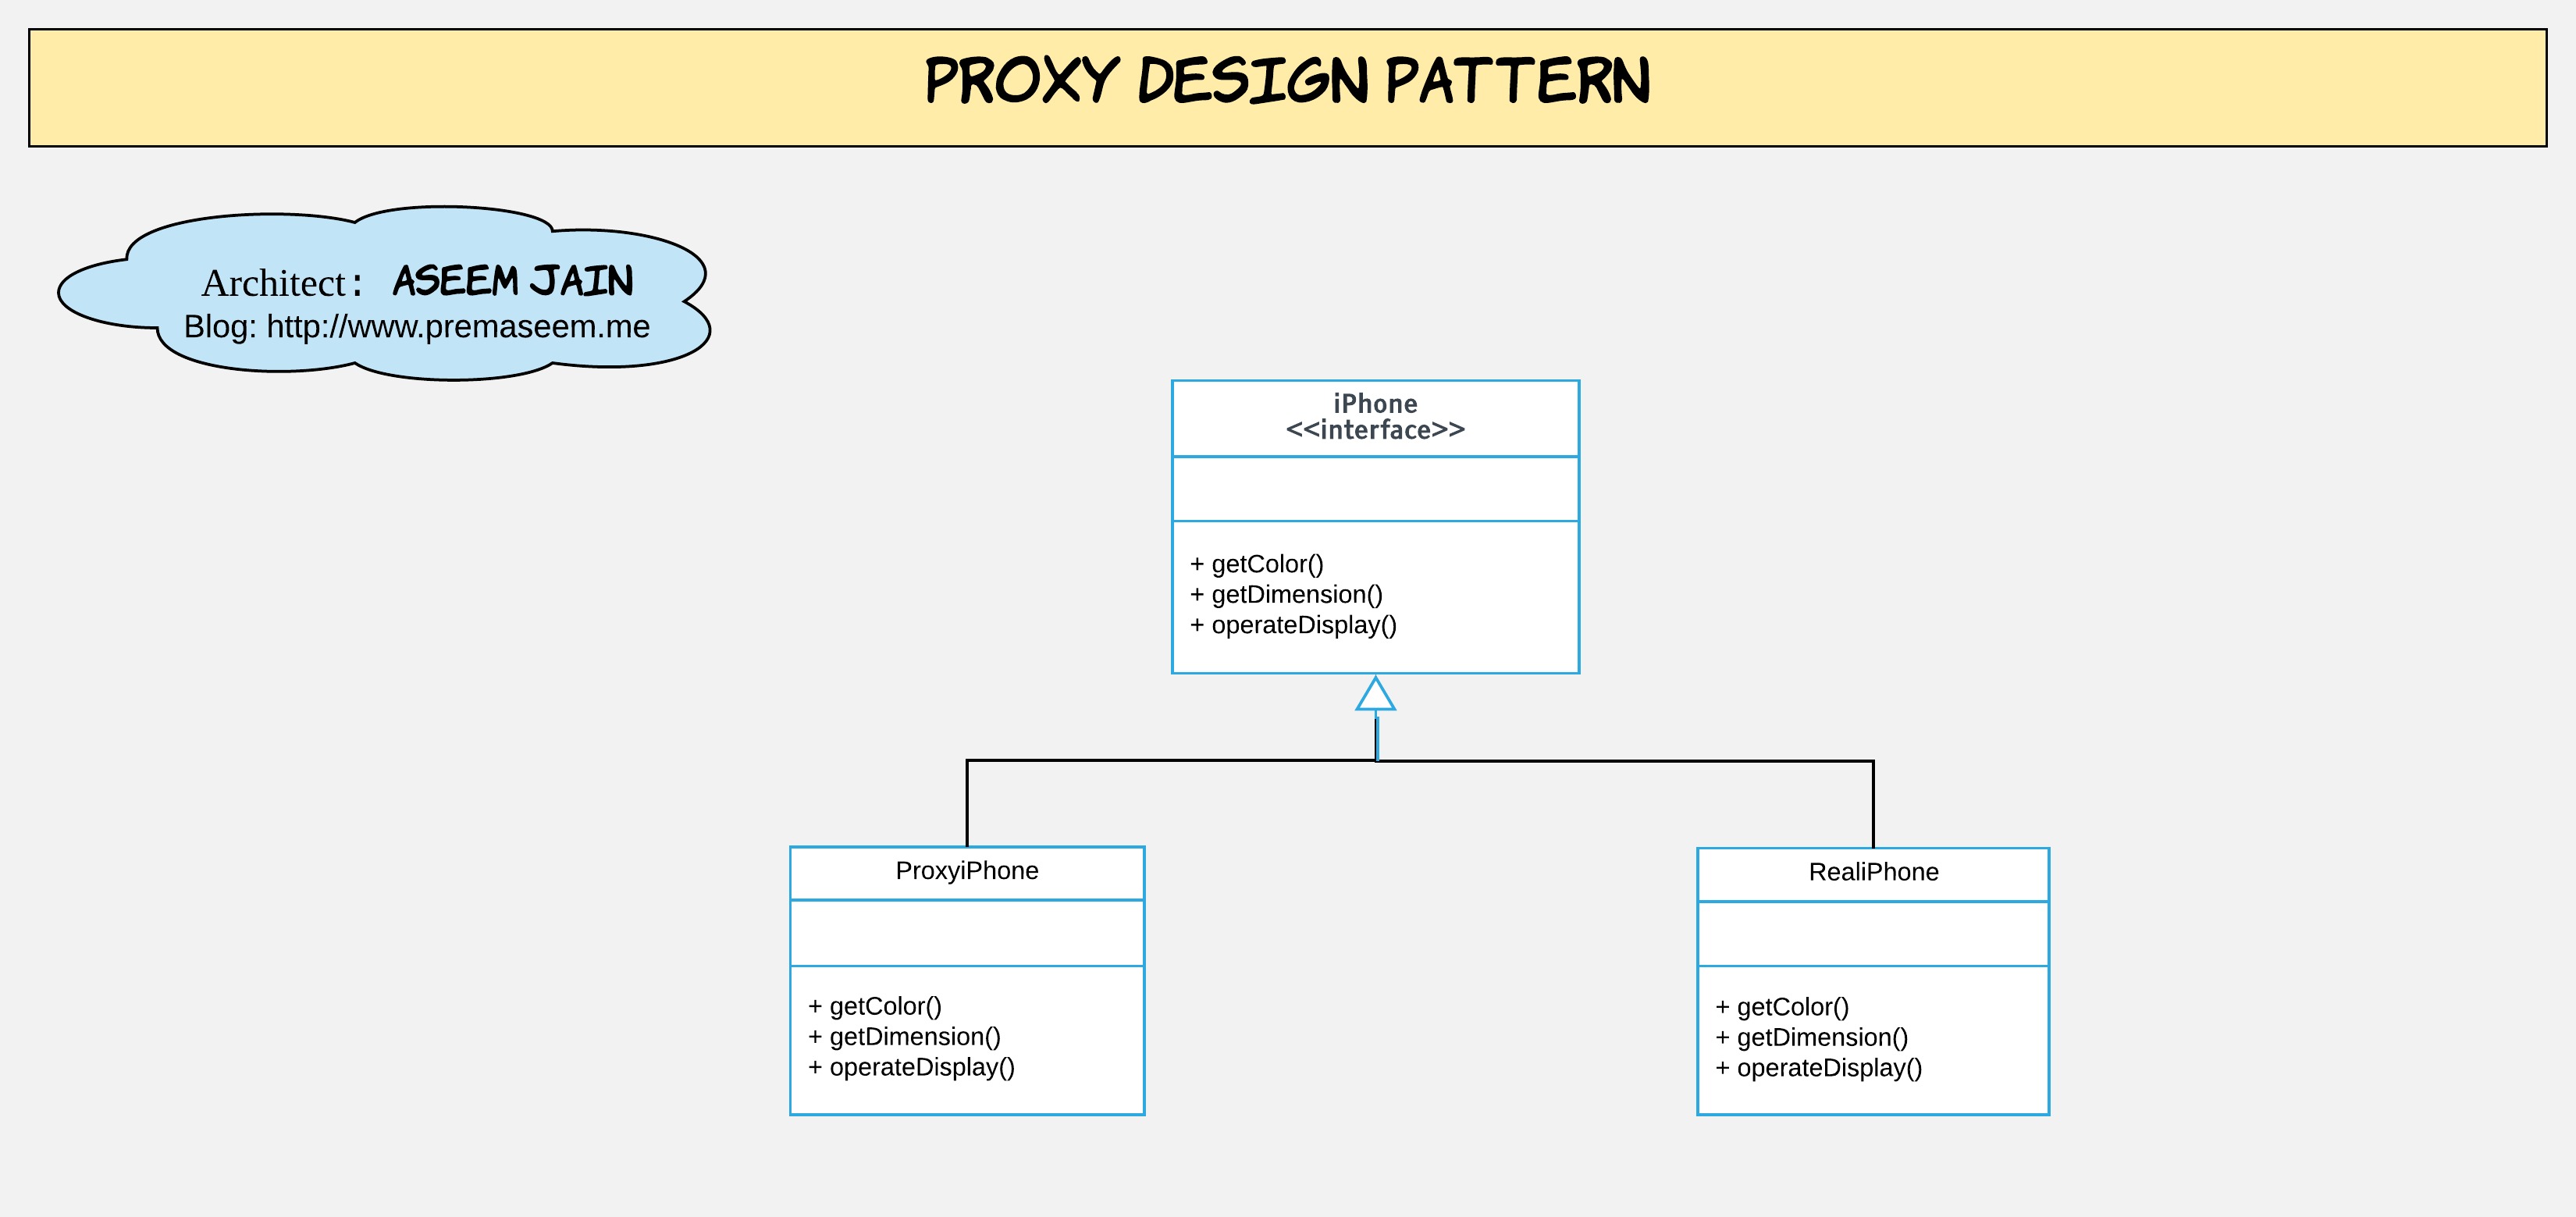 PROXY DESIGN PATTERN
Architect: ASEEM JAIN
Blog: http://www.premaseem.me
iPhone
<<interface>>
+ getColor()
+ getDimension()
+ operateDisplay()
ProxyiPhone
+ getColor()
+ getDimension()
+ operateDisplay()
RealiPhone
+ getColor()
+ getDimension()
+ operateDisplay()